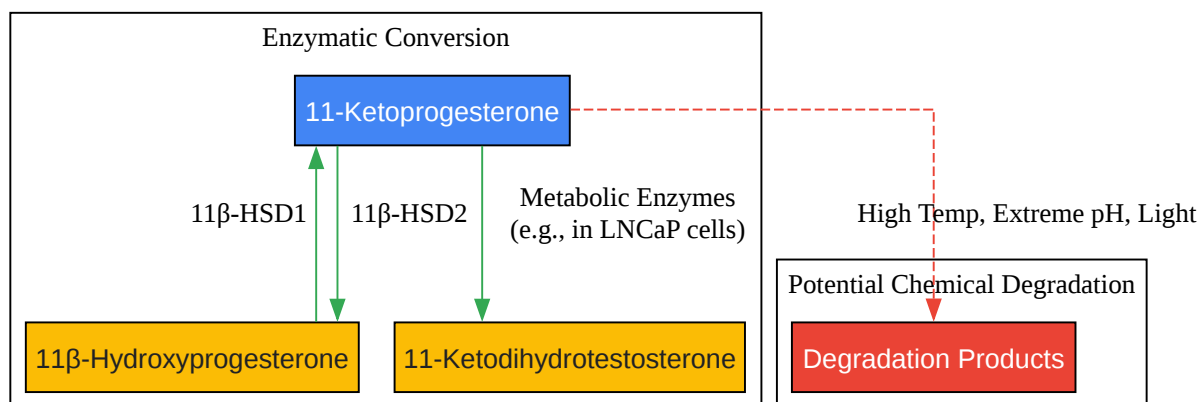 Enzymatic Conversion
11-Ketoprogesterone
11β-HSD1
11β-HSD2
Metabolic Enzymes
(e.g., in LNCaP cells)
High Temp, Extreme pH, Light
Potential Chemical Degradation
11β-Hydroxyprogesterone
11-Ketodihydrotestosterone
Degradation Products